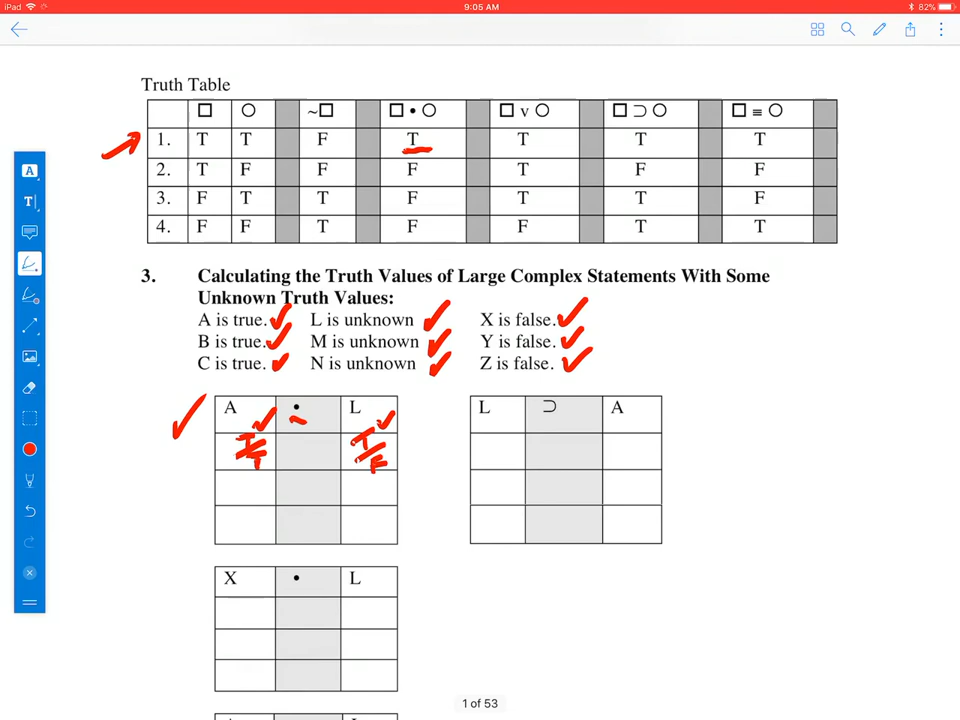 iPad 9:05 AM 82%
Truth Table
□ ○ ~□ □ • ○ □ v ○ □ ⊃ ○ □ ≡ ○
1. T T F T T T T
2. T F F F T F F
3. F T T F T T F
4. F F T F F T T
3. Calculating the Truth Values of Large Complex Statements With Some
Unknown Truth Values:
A is true. L is unknown X is false.
B is true. M is unknown Y is false.
C is true. N is unknown Z is false.
A • L L ⊃ A
T/T T/F
X • L
1 of 53